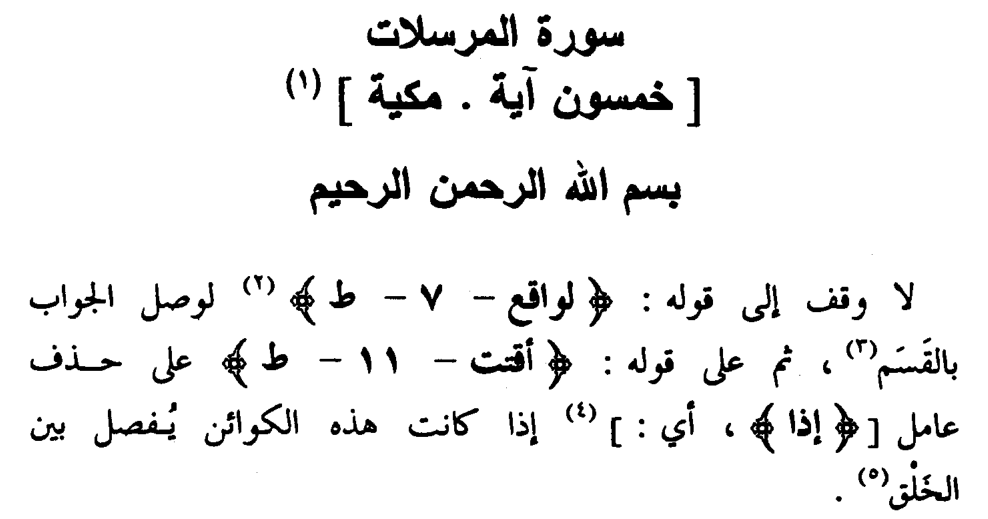 سورة المرسلات
[ خمسون آية . مكية ] (١)
بسم الله الرحمن الرحيم
لا وقف إلى قوله : ﴿ لواقع – ٧ – ط ﴾ (٢) لوصل الجواب
بالقَسَم(٣) ، ثم على قوله : ﴿ أقتت – ١١ – ط ﴾ على حــذف
عامل [ ﴿ إذا ﴾ ، أي : ] (٤) إذا كانت هذه الكوائن يُـفصل بين
الخَلْق(٥) .